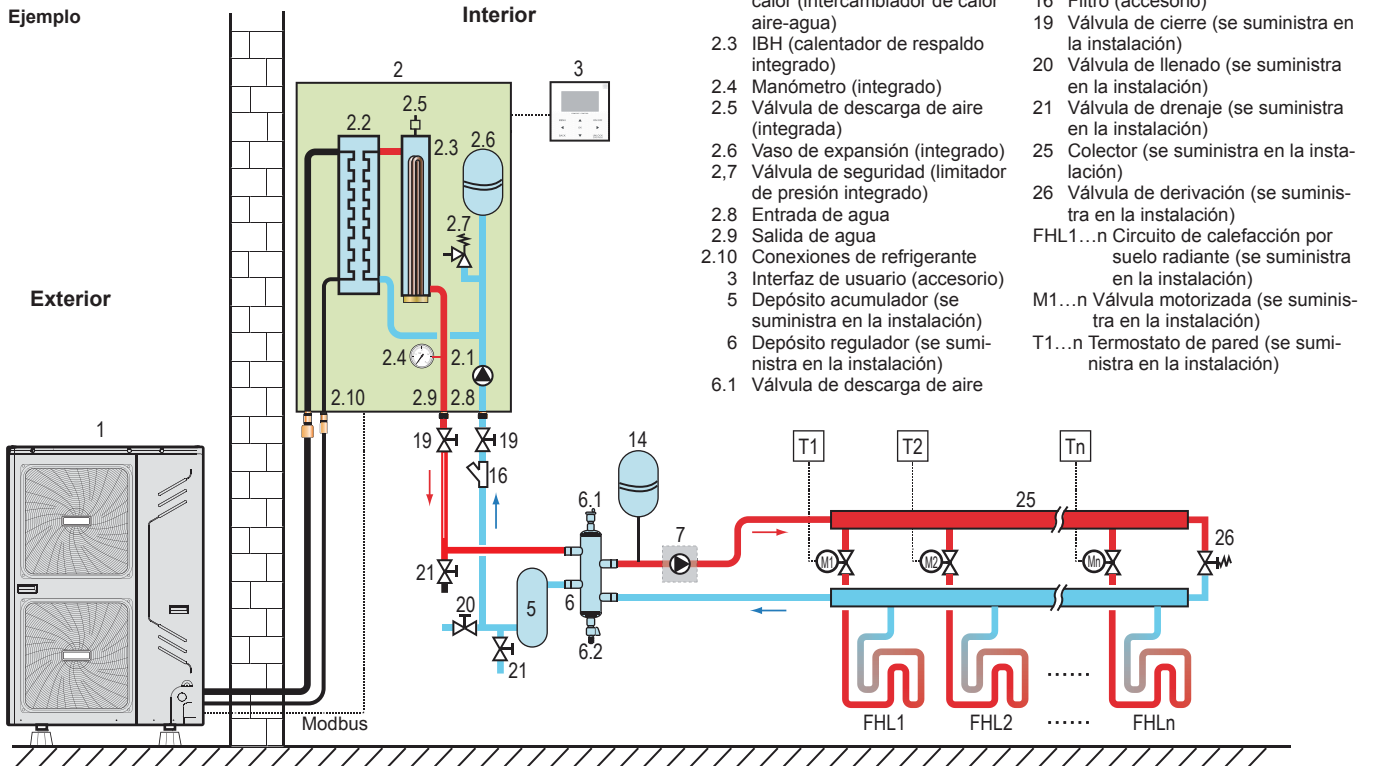 Ejemplo
Interior
Exterior
calor (intercambiador de calor
aire-agua)
2.3 IBH (calentador de respaldo
integrado)
2.4 Manómetro (integrado)
2.5 Válvula de descarga de aire
(integrada)
2.6 Vaso de expansión (integrado)
2,7 Válvula de seguridad (limitador
de presión integrado)
2.8 Entrada de agua
2.9 Salida de agua
2.10 Conexiones de refrigerante
3 Interfaz de usuario (accesorio)
5 Depósito acumulador (se
suministra en la instalación)
6 Depósito regulador (se sumi-
nistra en la instalación)
6.1 Válvula de descarga de aire
16 Filtro (accesorio)
19 Válvula de cierre (se suministra en
la instalación)
20 Válvula de llenado (se suministra
en la instalación)
21 Válvula de drenaje (se suministra
en la instalación)
25 Colector (se suministra en la insta-
lación)
26 Válvula de derivación (se suminis-
tra en la instalación)
FHL1…n Circuito de calefacción por
suelo radiante (se suministra
en la instalación)
M1…n Válvula motorizada (se suminis-
tra en la instalación)
T1…n Termostato de pared (se sumi-
nistra en la instalación)
2
3
2.5
2.2
2.3
2.6
2.7
2.4
2.1
2.10
2.9
2.8
1
19
19
16
14
6.1
7
21
20
5
6
21
6.2
T1
T2
Tn
25
26
M1
M2
Mn
FHL1
FHL2
......
......
FHLn
Modbus